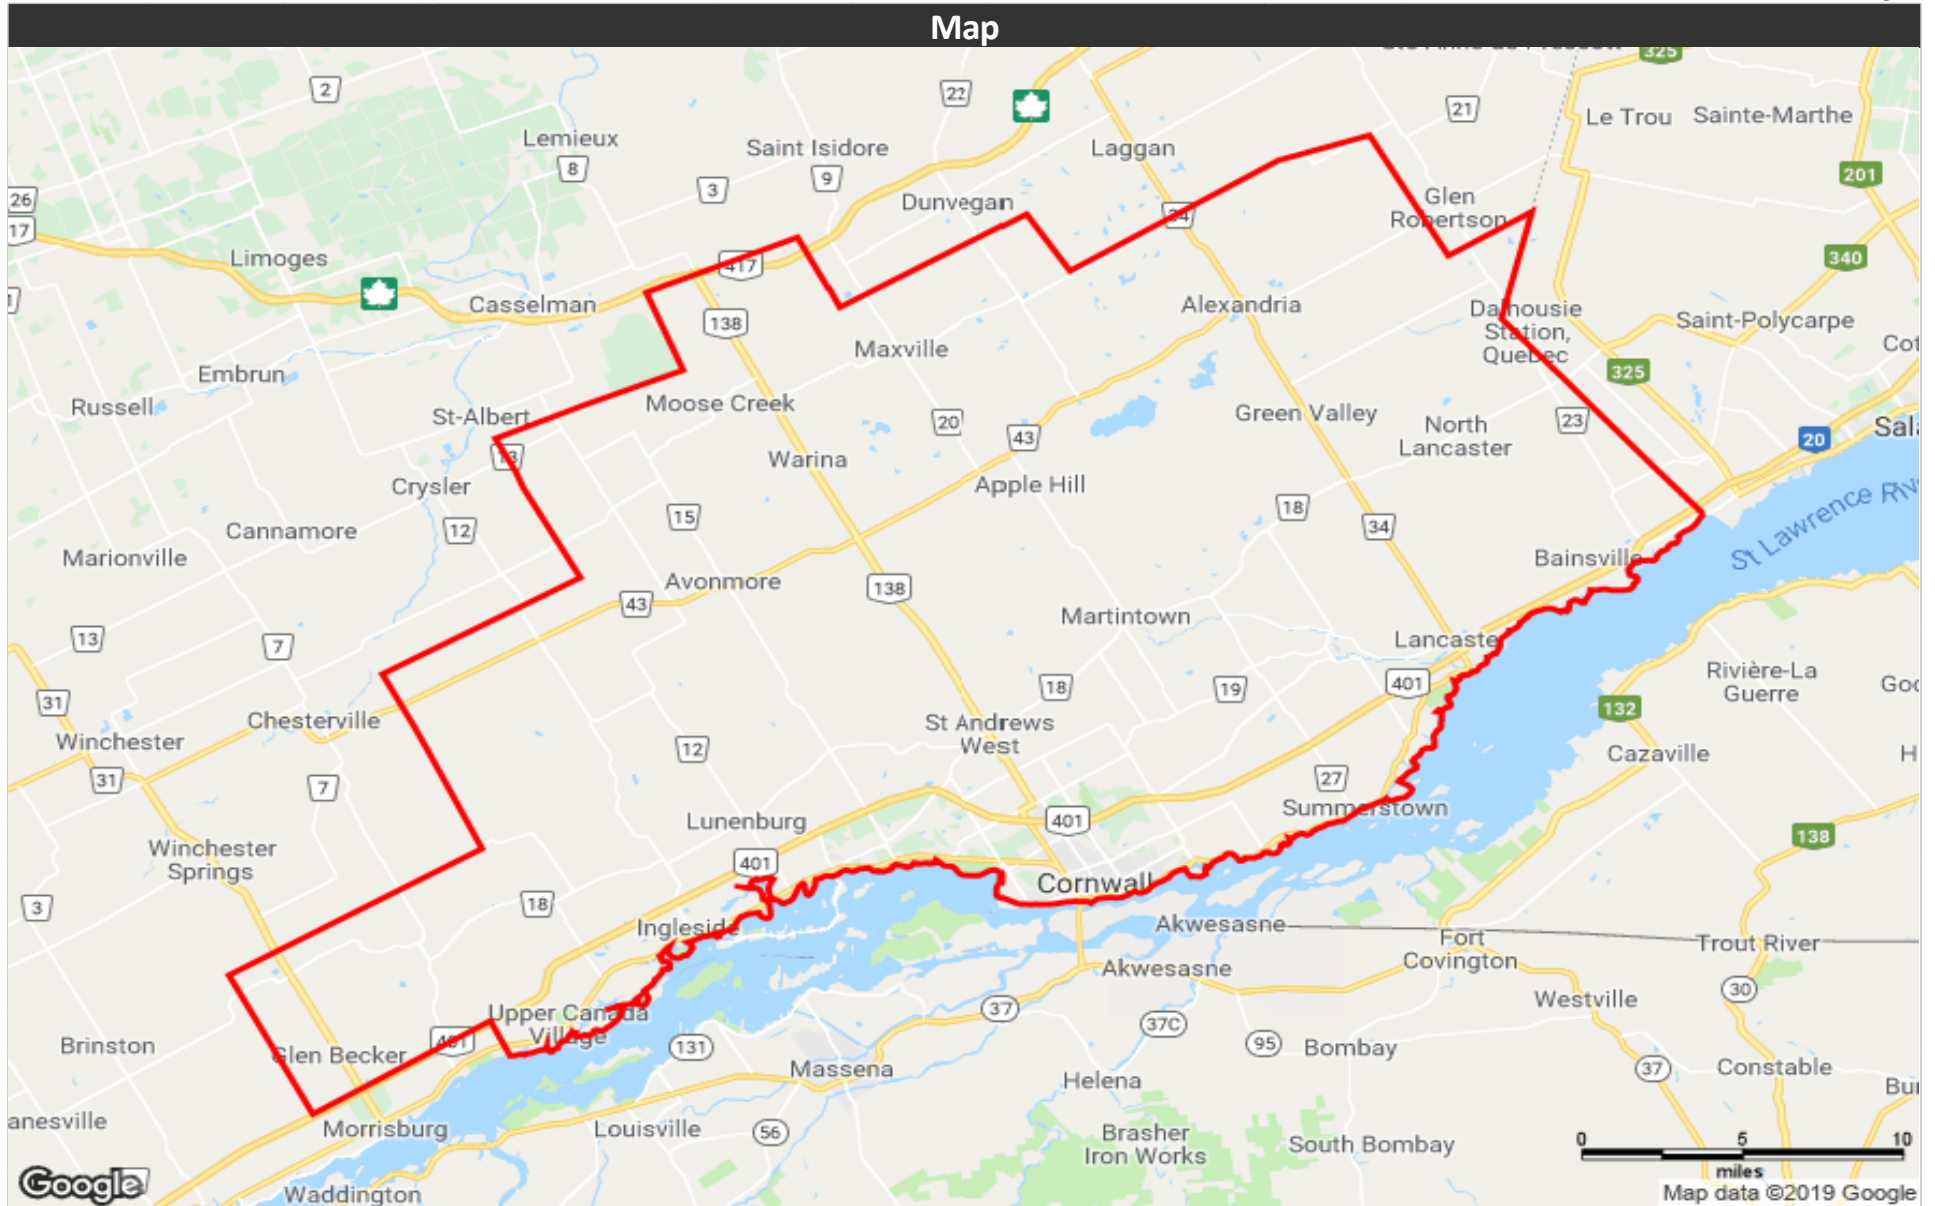 Map
325
2
22
21
Le Trou
Sainte-Marthe
Lemieux
8
Saint Isidore
9
Laggan
201
26
3
Dunvegan
34
Glen
Robertson
17
Limoges
417
340
Casselman
138
Alexandria
Dalhousie
Station,
Quebec
Saint-Polycarpe
Maxville
Embrun
325
Russell
St-Albert
Moose Creek
20
43
Green Valley
North
Lancaster
23
20
13
Warina
Crysler
Apple Hill
15
18
34
St Lawrence
Cannamore
12
Marionville
Bainsville
Avonmore
138
43
Martintown
13
7
Lancaste
Rivière-La
Guerre
31
18
19
401
132
Chesterville
St Andrews
West
Winchester
12
Cazaville
31
7
27
Summerstown
Lunenburg
401
138
Winchester
Springs
401
Cornwall
3
18
Ingleside
Akwesasne
Fort
Covington
Trout River
Akwesasne
30
Upper Canada
Village
37
Westville
37C
Brinston
Glen Becker
401
131
95
Bombay
Massena
37
Constable
Helena
anesville
Morrisburg
Louisville
56
Brasher
Iron Works
South Bombay
0 5 10
miles
Google
Waddington
Map data ©2019 Google